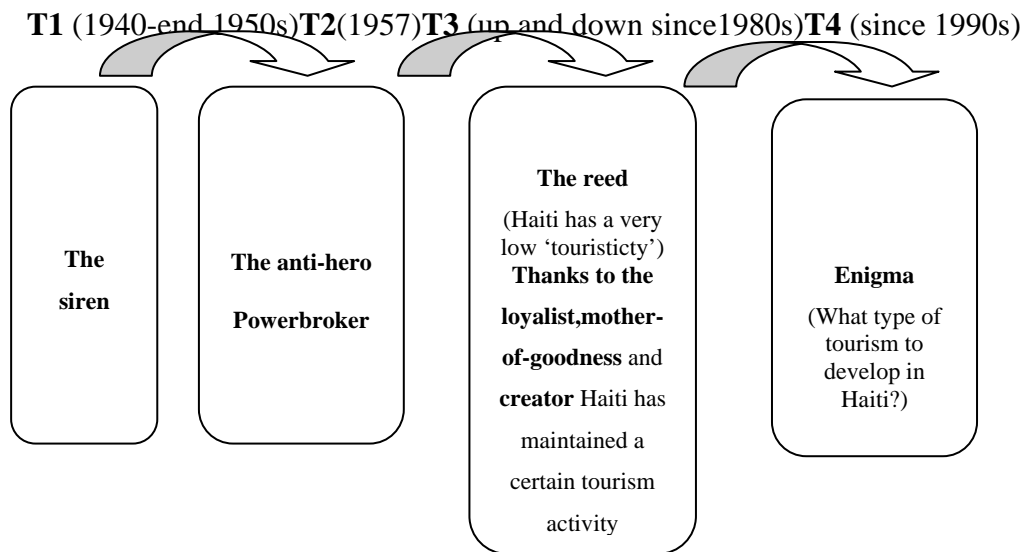 T1 (1940-end 1950s)T2(1957)T3 (up and down since1980s)T4 (since 1990s)
The
siren
The anti-hero
Powerbroker
The reed
(Haiti has a very
low ‘touristicty’)
Thanks to the
loyalist,mother-
of-goodness and
creator Haiti has
maintained a
certain tourism
activity
Enigma
(What type of
tourism to
develop in
Haiti?)